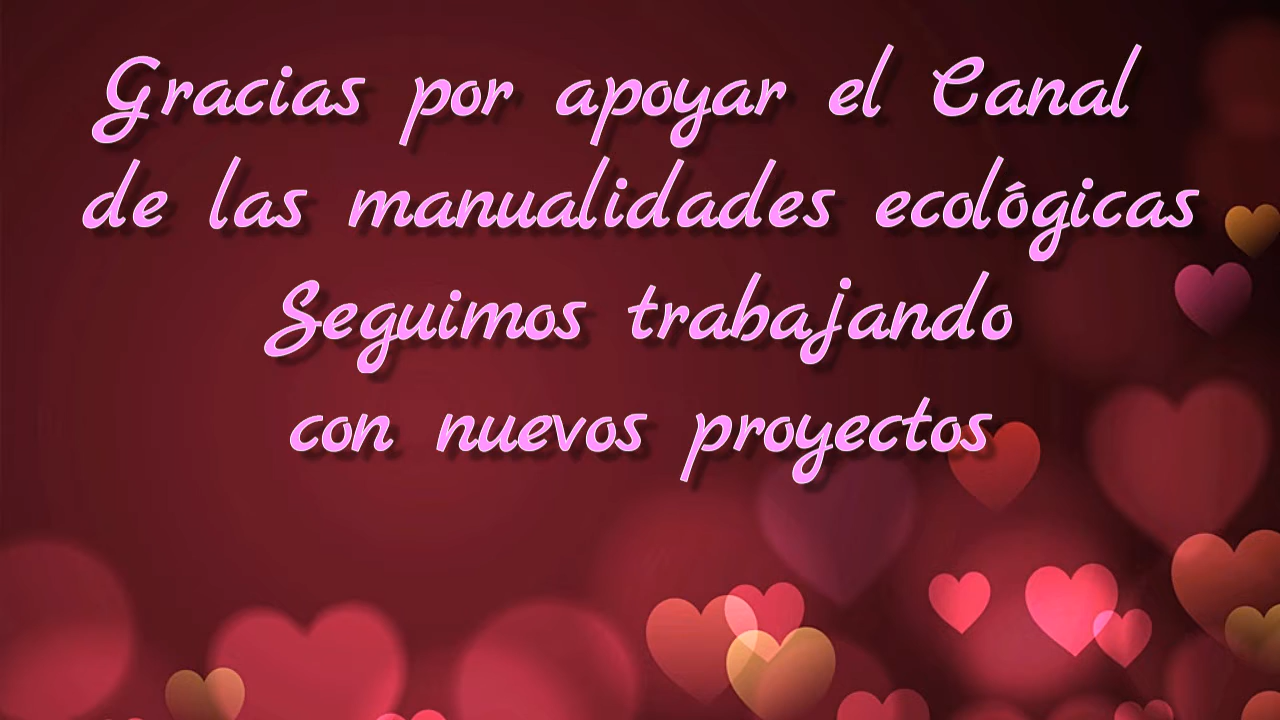 Gracias por apoyar el Canal
de las manualidades ecológicas
Seguimos trabajando
con nuevos proyectos